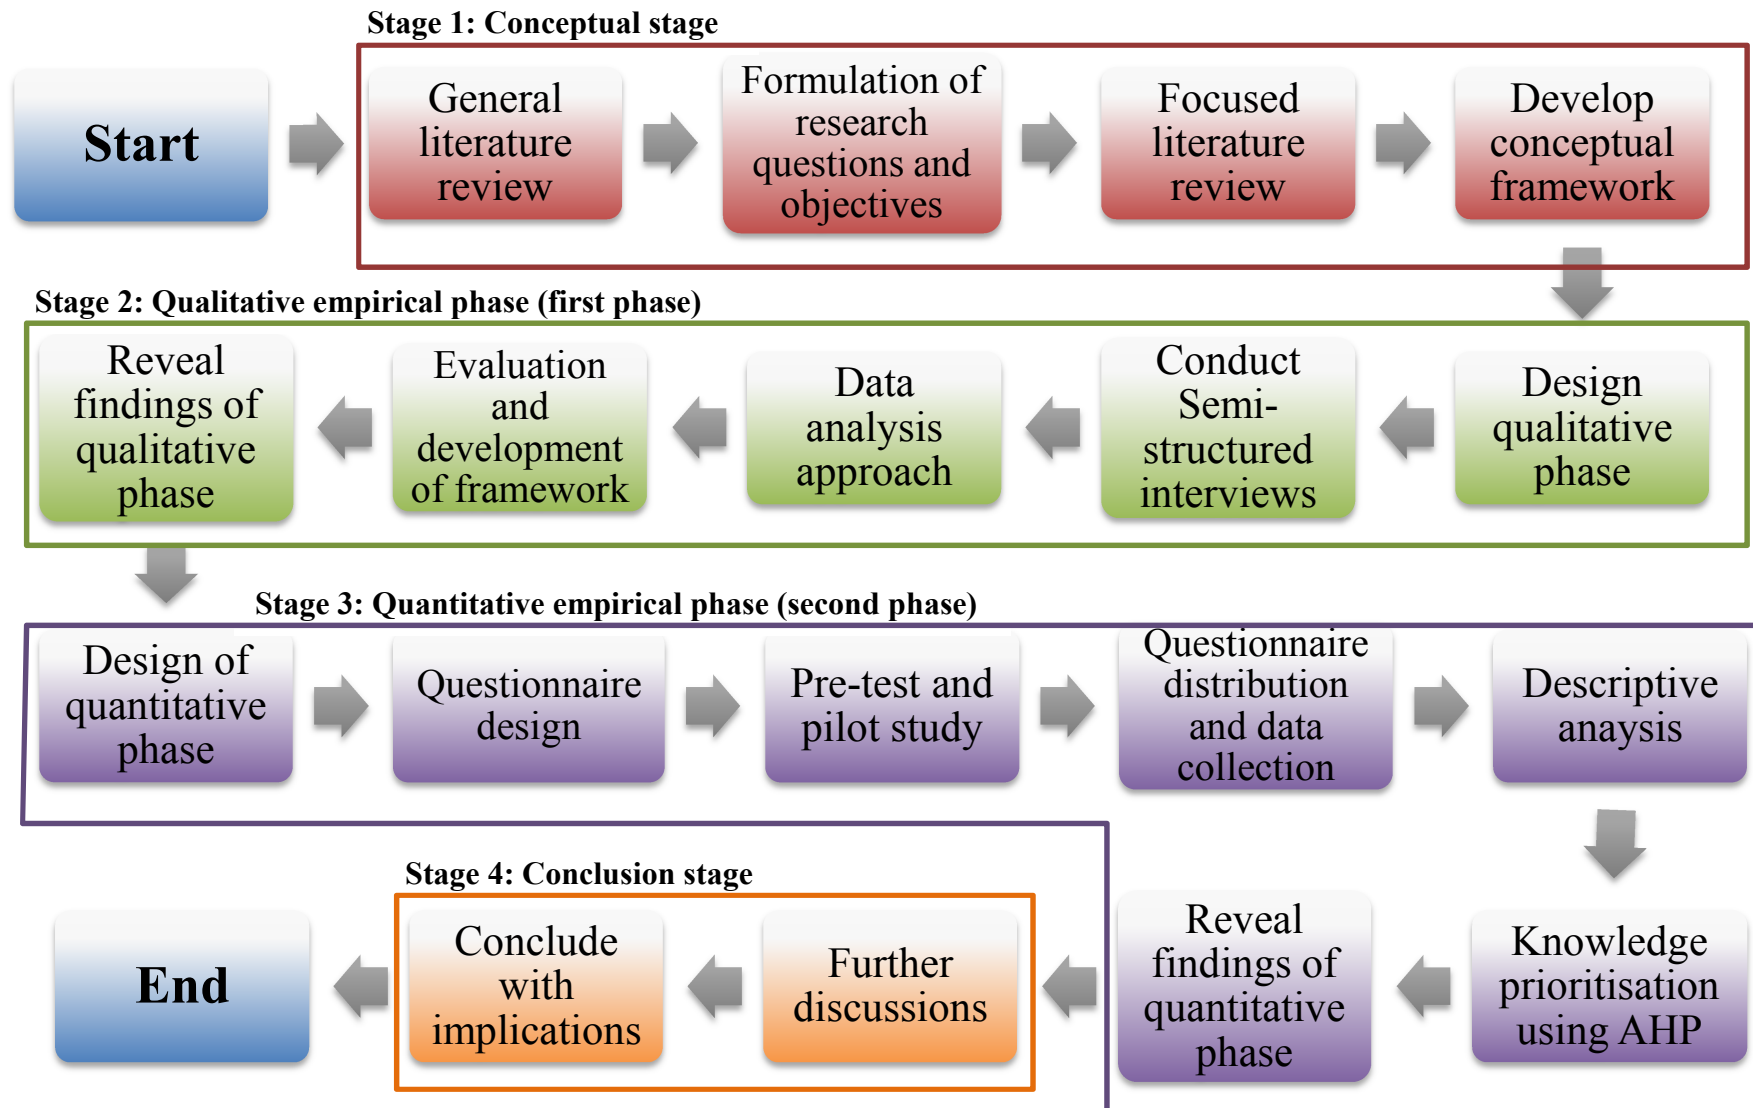 Stage 1: Conceptual stage
Start
General
literature
review
Formulation of
research
questions and
objectives
Focused
literature
review
Develop
conceptual
framework
Stage 2: Qualitative empirical phase (first phase)
Design
qualitative
phase
Conduct
Semi-
structured
interviews
Data
analysis
approach
Evaluation
and
development
of framework
Reveal
findings of
qualitative
phase
Stage 3: Quantitative empirical phase (second phase)
Design of
quantitative
phase
Questionnaire
design
Pre-test and
pilot study
Questionnaire
distribution
and data
collection
Descriptive
anaysis
Knowledge
prioritisation
using AHP
Reveal
findings of
quantitative
phase
Stage 4: Conclusion stage
Further
discussions
Conclude
with
implications
End